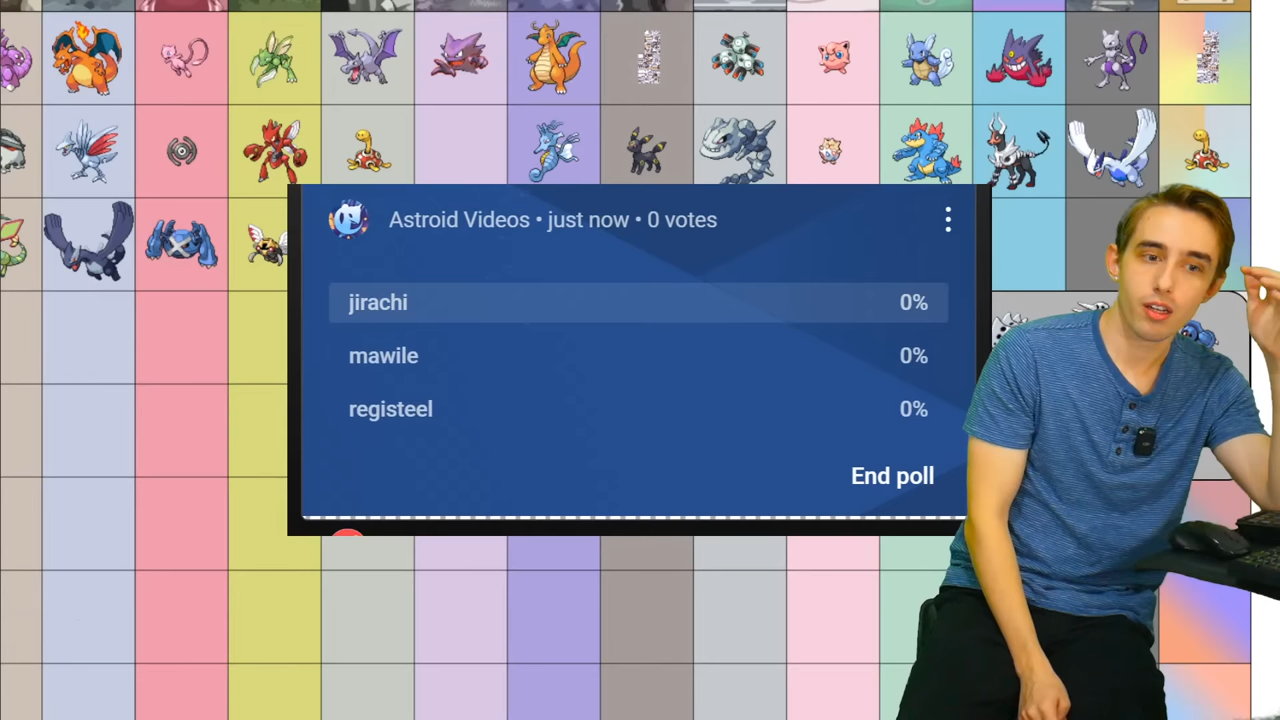 Astroid Videos • just now • 0 votes
jirachi 0%
mawile 0%
registeel 0%
End poll